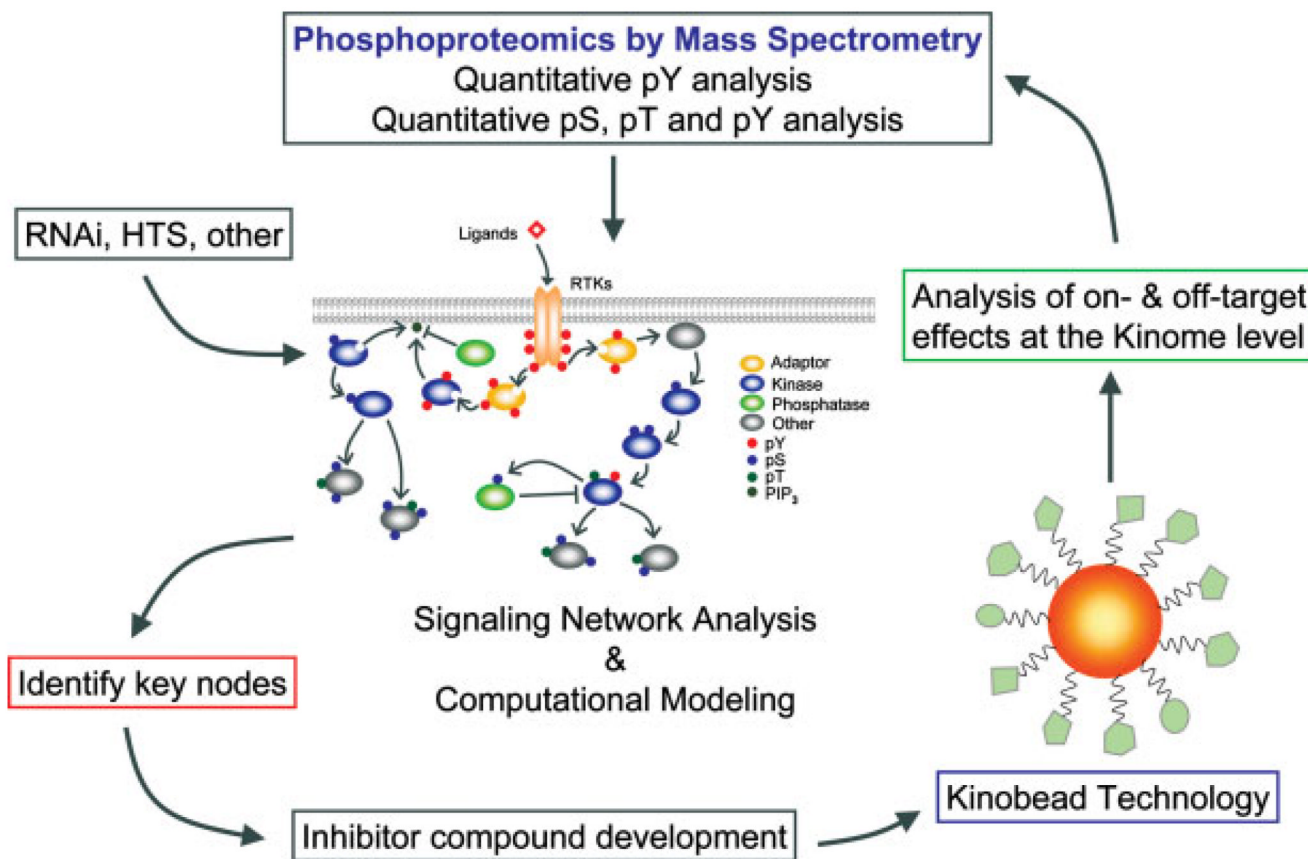 Phosphoproteomics by Mass Spectrometry
Quantitative pY analysis
Quantitative pS, pT and pY analysis
RNAi, HTS, other
Ligands
RTKs
Adaptor
Kinase
Phosphatase
Other
pY
pS
pT
PIP₃
Analysis of on- & off-target
effects at the Kinome level
Signaling Network Analysis
&
Computational Modeling
Identify key nodes
Inhibitor compound development
Kinobead Technology